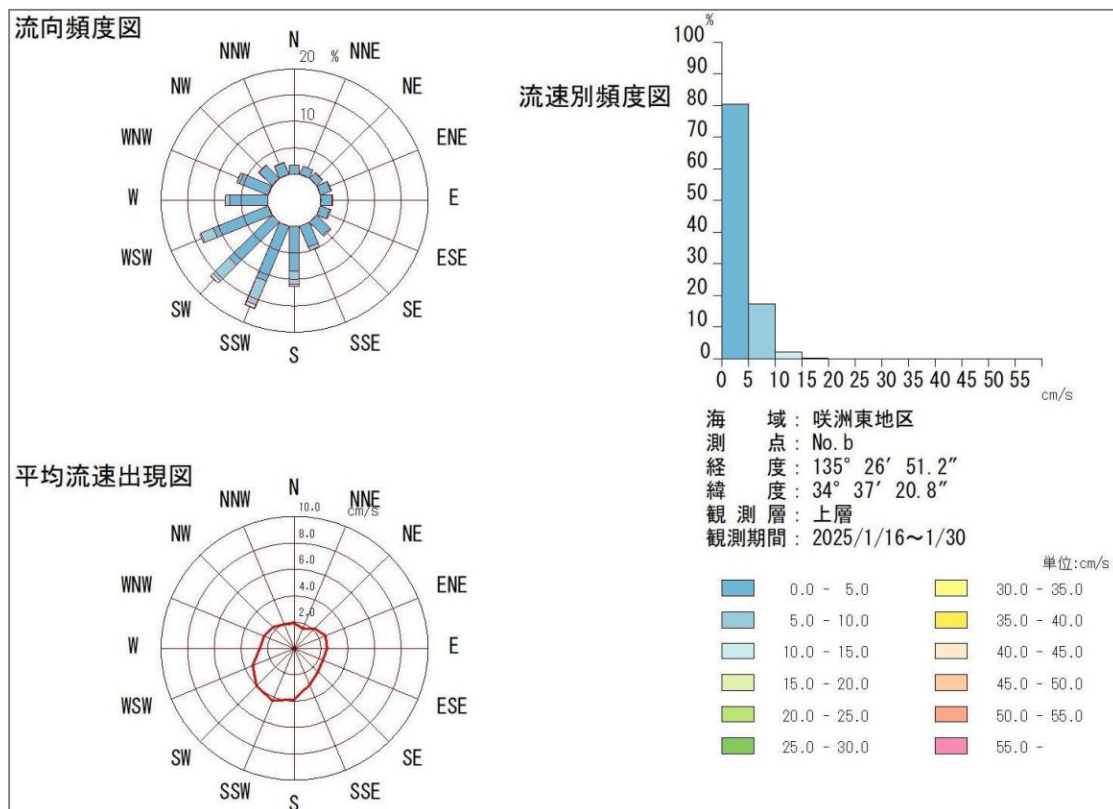 流向頻度図
N
20 %
10
NNE
NE
ENE
E
ESE
SE
SSE
S
SSW
SW
WSW
W
WNW
NW
NNW
流速別頻度図
%
100
90
80
70
60
50
40
30
20
10
0
0 5 10 15 20 25 30 35 40 45 50 55
cm/s
海域：咲洲東地区
測点：No.b
経度：135° 26′ 51.2″
緯度：34° 37′ 20.8″
観測層：上層
観測期間：2025/1/16～1/30
単位:cm/s
0.0 - 5.0
5.0 - 10.0
10.0 - 15.0
15.0 - 20.0
20.0 - 25.0
25.0 - 30.0
30.0 - 35.0
35.0 - 40.0
40.0 - 45.0
45.0 - 50.0
50.0 - 55.0
55.0 -
平均流速出現図
N
10.0 cm/s
8.0
6.0
4.0
2.0
NNE
NE
ENE
E
ESE
SE
SSE
S
SSW
SW
WSW
W
WNW
NW
NNW